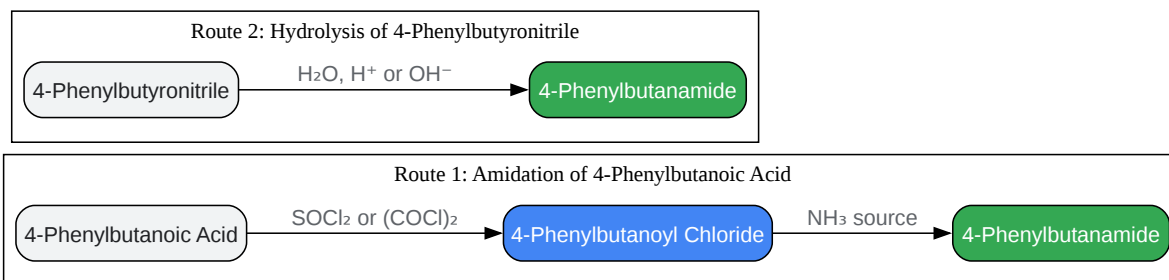 Route 2: Hydrolysis of 4-Phenylbutyronitrile
4-Phenylbutyronitrile
H₂O, H⁺ or OH⁻
4-Phenylbutanamide
Route 1: Amidation of 4-Phenylbutanoic Acid
4-Phenylbutanoic Acid
SOCl₂ or (COCl)₂
4-Phenylbutanoyl Chloride
NH₃ source
4-Phenylbutanamide